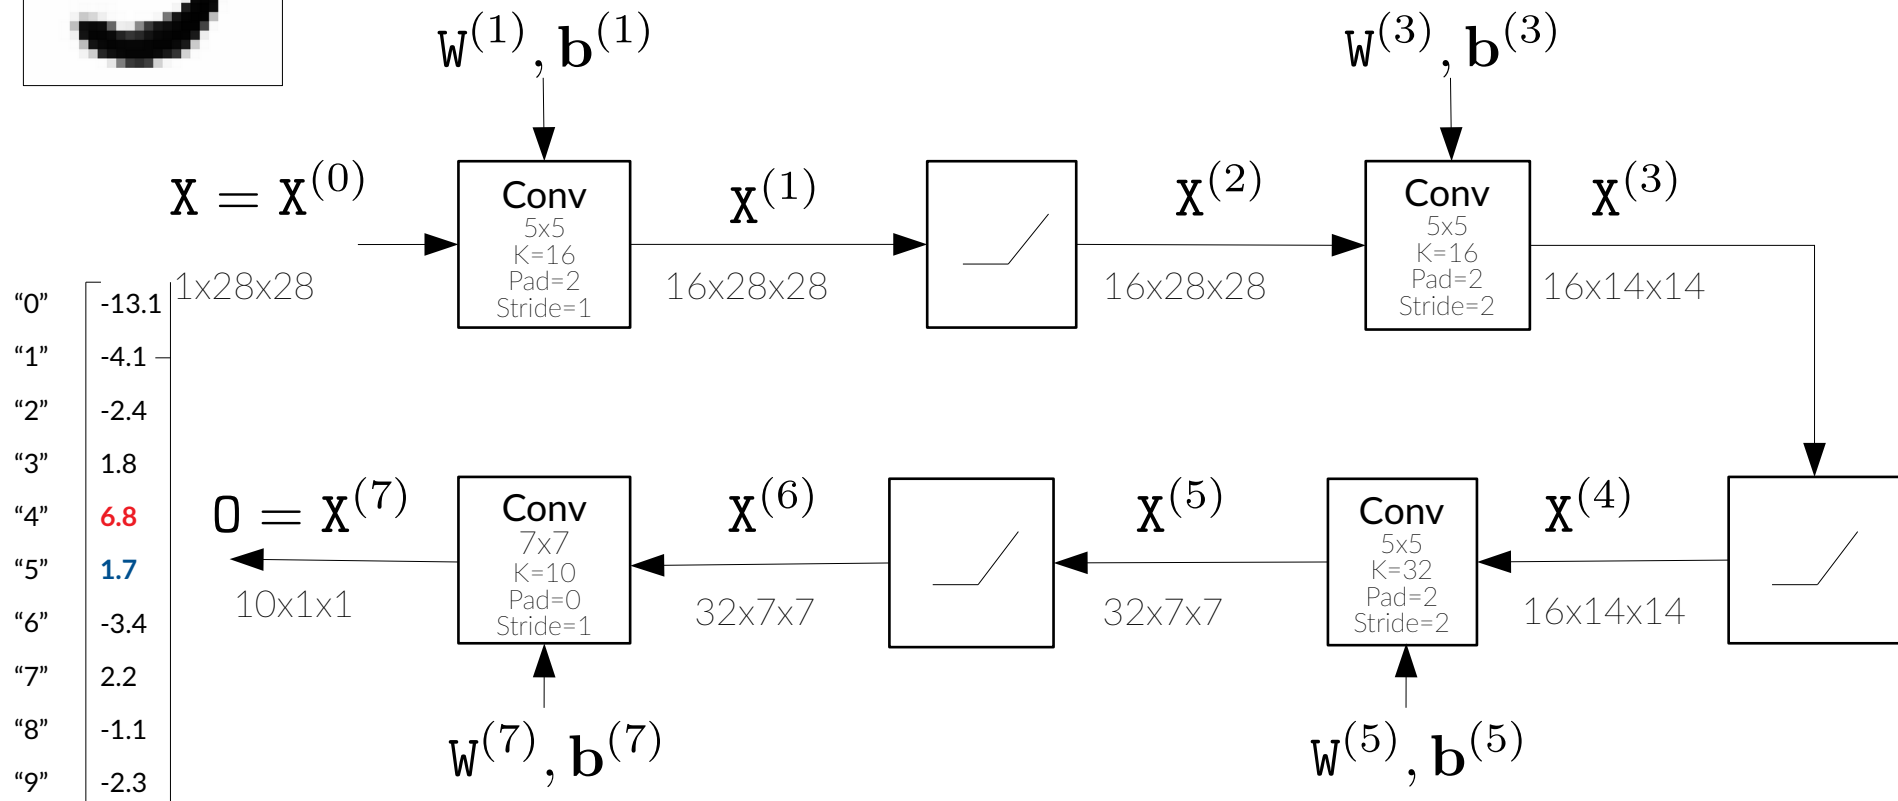 W^(1), b^(1)
W^(3), b^(3)
X = X^(0)
1x28x28
Conv
5x5
K=16
Pad=2
Stride=1
X^(1)
16x28x28
X^(2)
16x28x28
Conv
5x5
K=16
Pad=2
Stride=2
X^(3)
16x14x14
“0” -13.1
“1” -4.1
“2” -2.4
“3” 1.8
“4” 6.8
“5” 1.7
“6” -3.4
“7” 2.2
“8” -1.1
“9” -2.3
O = X^(7)
10x1x1
Conv
7x7
K=10
Pad=0
Stride=1
X^(6)
32x7x7
X^(5)
32x7x7
Conv
5x5
K=32
Pad=2
Stride=2
X^(4)
16x14x14
W^(7), b^(7)
W^(5), b^(5)